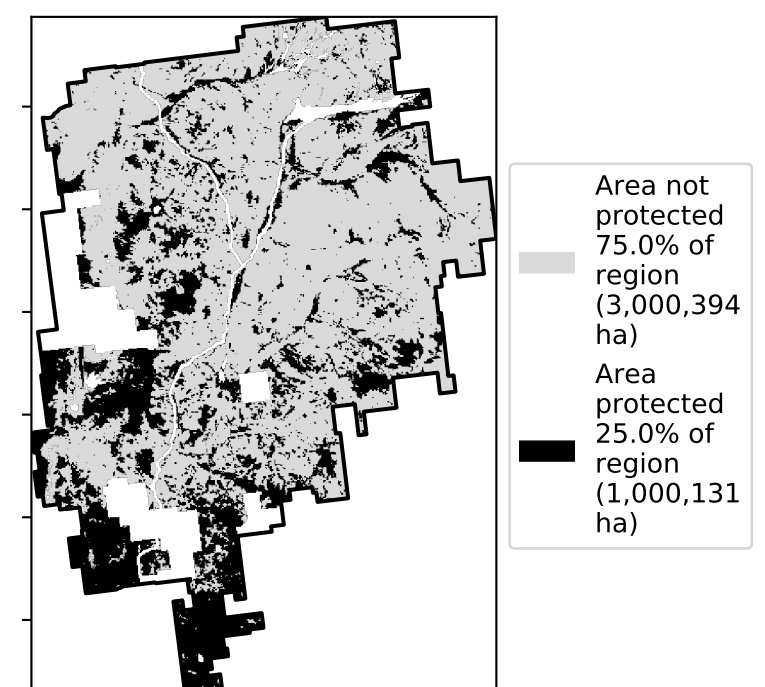 Area not
protected
75.0% of
region
(3,000,394
ha)
Area
protected
25.0% of
region
(1,000,131
ha)